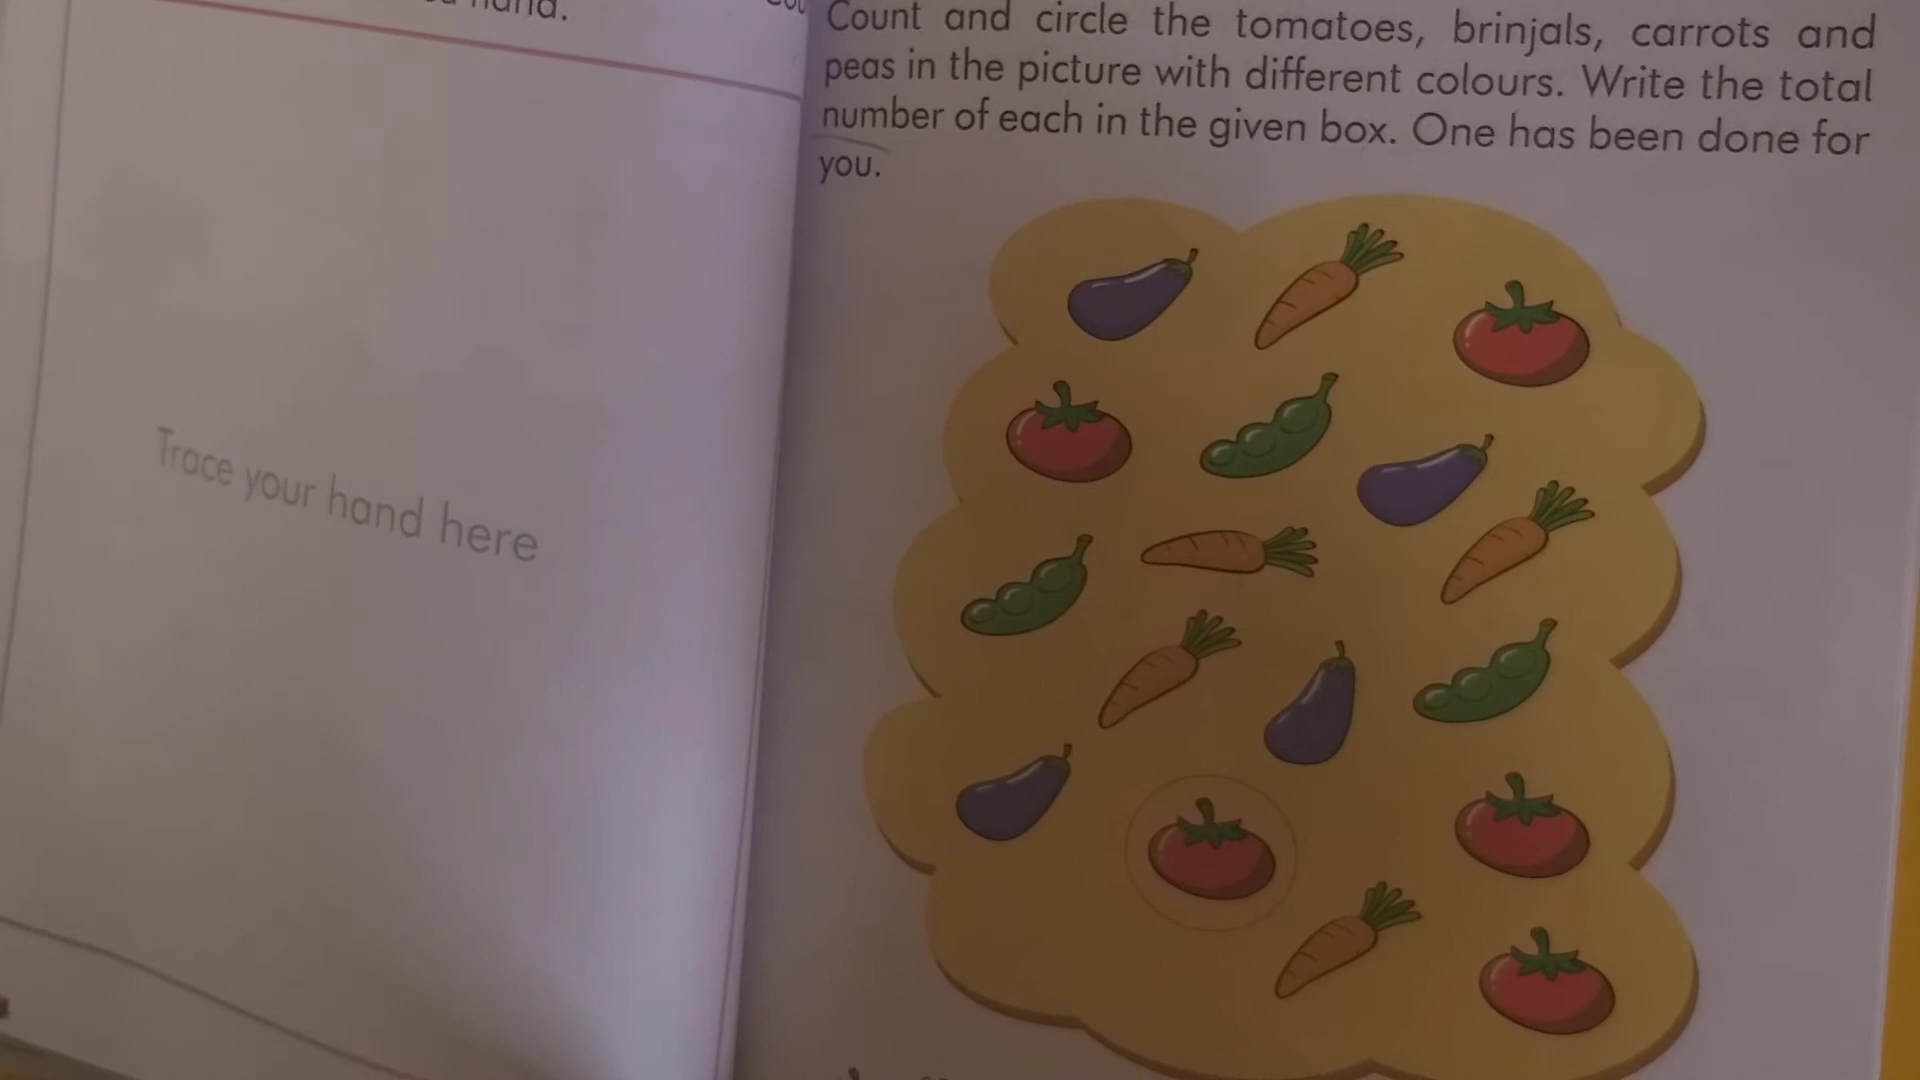 hand.
Trace your hand here
Count and circle the tomatoes, brinjals, carrots and
peas in the picture with different colours. Write the total
number of each in the given box. One has been done for
you.